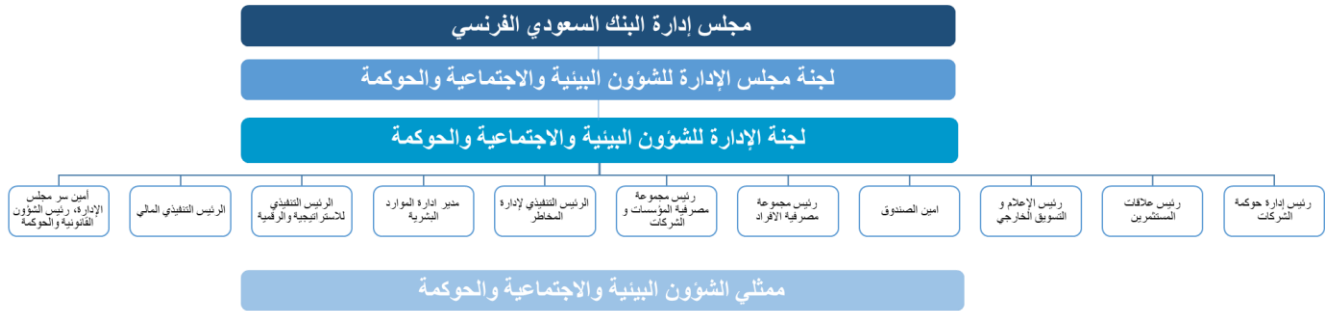 مجلس إدارة البنك السعودي الفرنسي
لجنة مجلس الإدارة للشؤون البيئية والاجتماعية والحوكمة
لجنة الإدارة للشؤون البيئية والاجتماعية والحوكمة
رئيس إدارة حوكمة
الشركات
رئيس علاقات
المستثمرين
رئيس الإعلام و
التسويق الخارجي
امين الصندوق
رئيس مجموعة
مصرفية الافراد
رئيس مجموعة
مصرفية المؤسسات و
الشركات
الرئيس التنفيذي لإدارة
المخاطر
مدير ادارة الموارد
البشرية
الرئيس التنفيذي
للاستراتيجية والرقمية
الرئيس التنفيذي المالي
أمين سر مجلس
الإدارة، رئيس الشؤون
القانونية والحوكمة
ممثلي الشؤون البيئية والاجتماعية والحوكمة